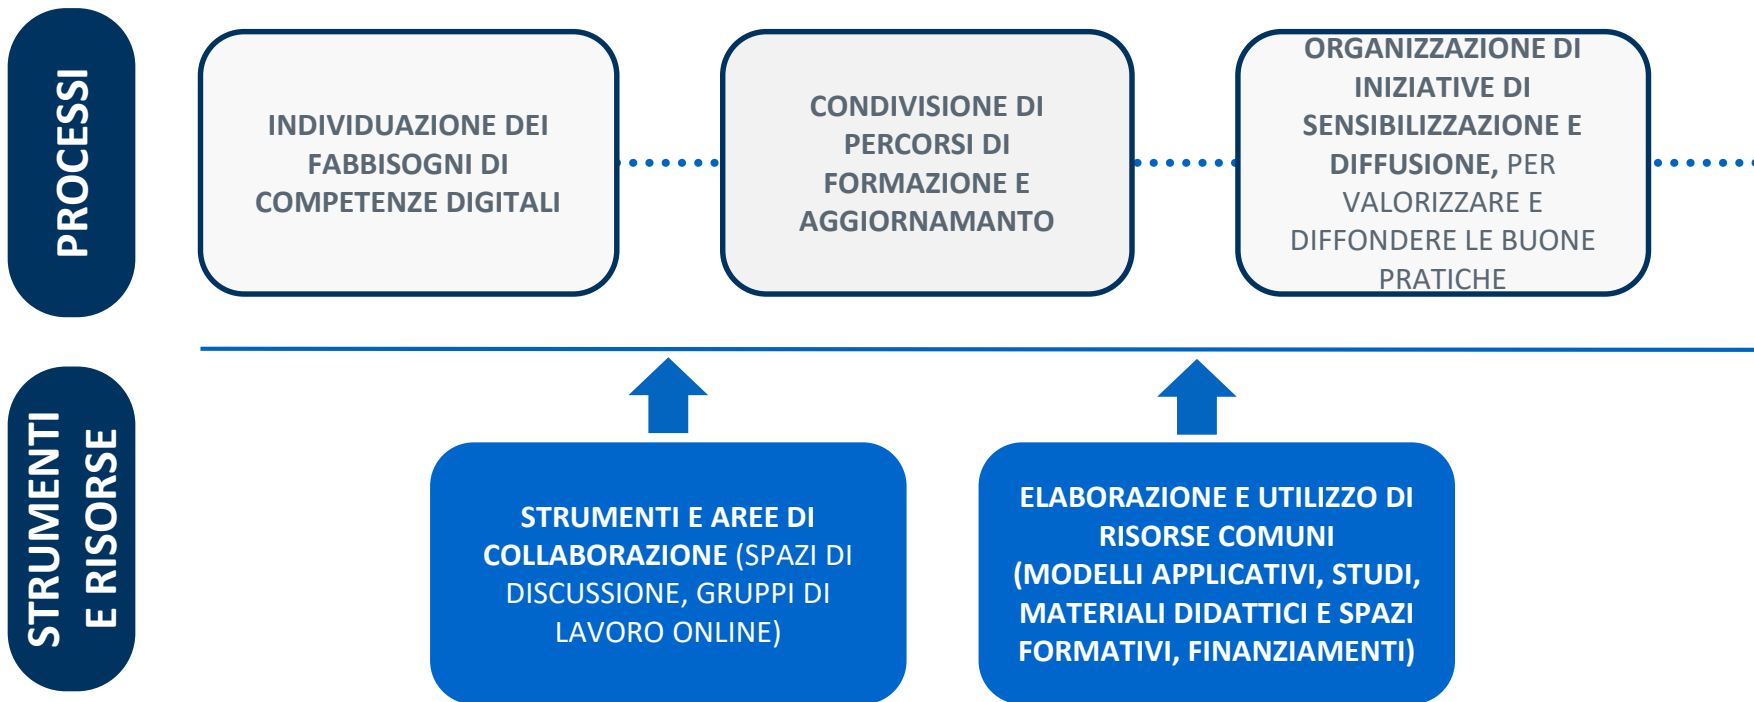 PROCESSI
INDIVIDUAZIONE DEI
FABBISOGNI DI
COMPETENZE DIGITALI
CONDIVISIONE DI
PERCORSI DI
FORMAZIONE E
AGGIORNAMANTO
ORGANIZZAZIONE DI
INIZIATIVE DI
SENSIBILIZZAZIONE E
DIFFUSIONE, PER
VALORIZZARE E
DIFFONDERE LE BUONE
PRATICHE
STRUMENTI
E RISORSE
STRUMENTI E AREE DI
COLLABORAZIONE (SPAZI DI
DISCUSSIONE, GRUPPI DI
LAVORO ONLINE)
ELABORAZIONE E UTILIZZO DI
RISORSE COMUNI
(MODELLI APPLICATIVI, STUDI,
MATERIALI DIDATTICI E SPAZI
FORMATIVI, FINANZIAMENTI)